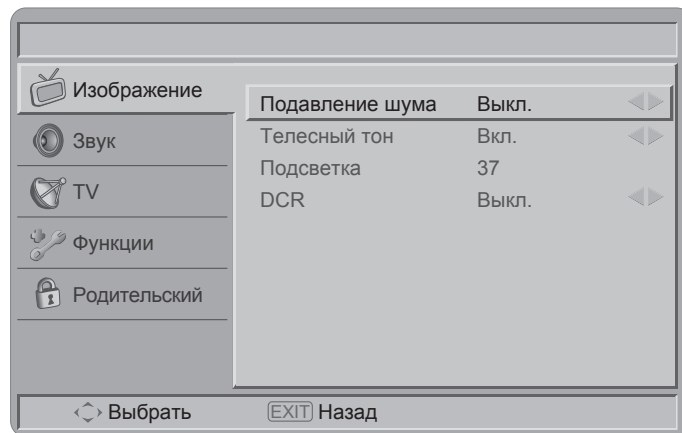 Изображение
Звук
TV
Функции
Родительский
Подавление шума Выкл.
Телесный тон Вкл.
Подсветка 37
DCR Выкл.
Выбрать EXIT Назад